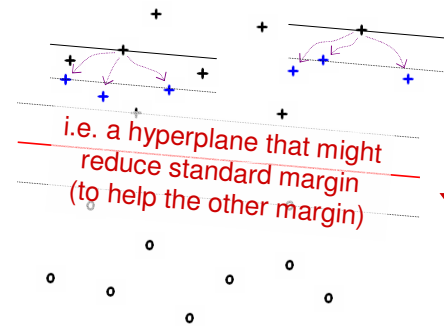 i.e. a hyperplane that might
reduce standard margin
(to help the other margin)